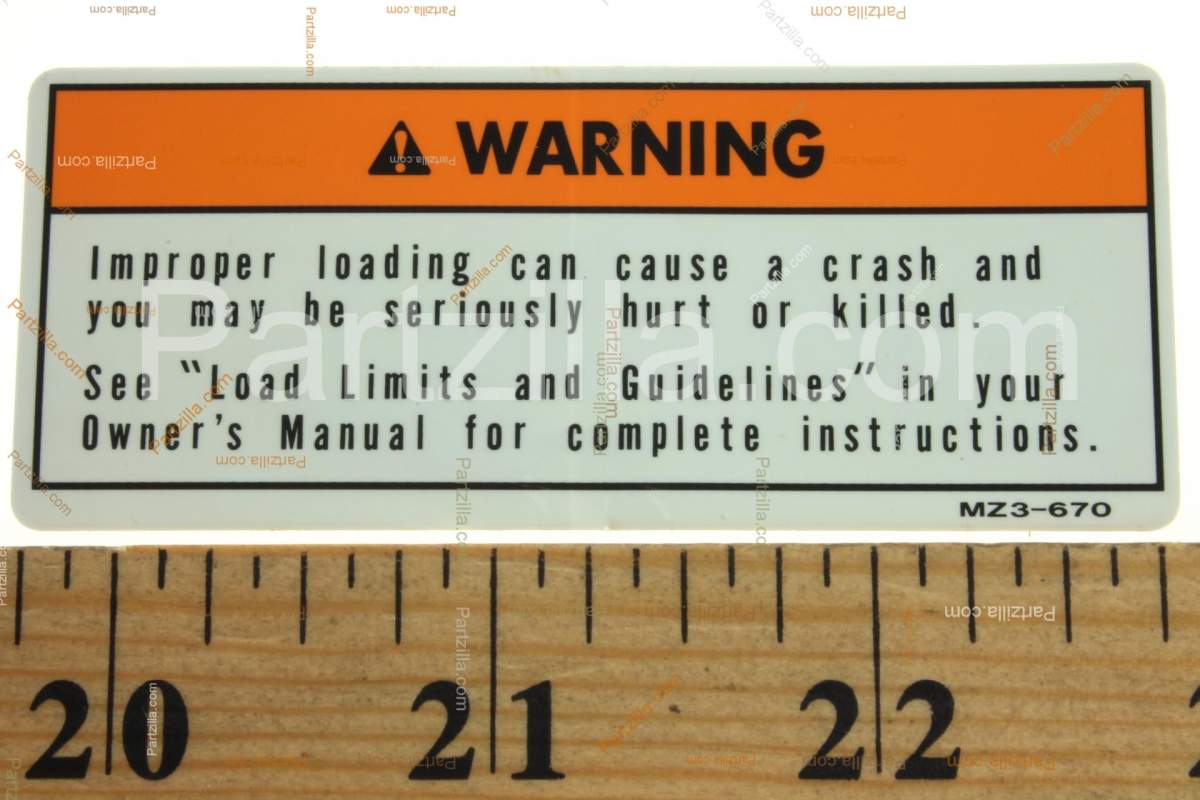 WARNING
Improper loading can cause a crash and
you may be seriously hurt or killed.
See "Load Limits and Guidelines" in your
Owner's Manual for complete instructions.
MZ3-670
20 21 22
Partzilla.com